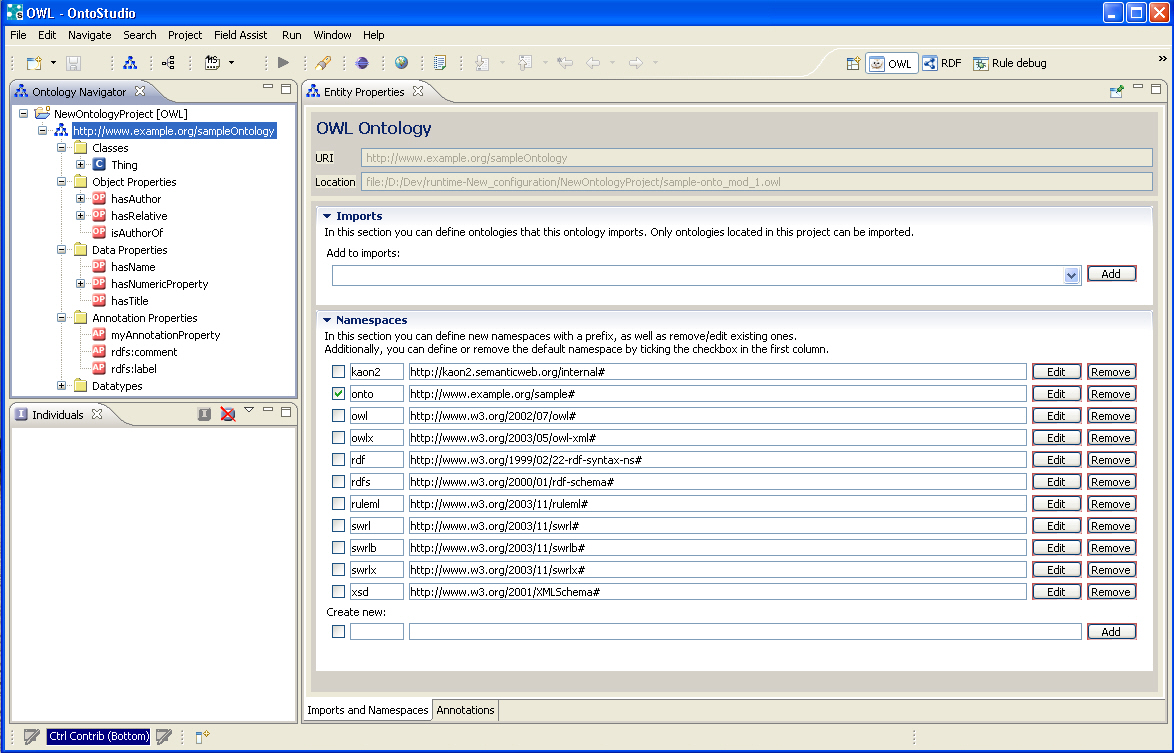 OWL - OntoStudio
File Edit Navigate Search Project Field Assist Run Window Help
OWL RDF Rule debug
Ontology Navigator
NewOntologyProject [OWL]
http://www.example.org/sampleOntology
Classes
C Thing
Object Properties
OP hasAuthor
OP hasRelative
OP isAuthorOf
Data Properties
DP hasName
DP hasNumericProperty
DP hasTitle
Annotation Properties
AP myAnnotationProperty
AP rdfs:comment
AP rdfs:label
Datatypes
I Individuals
Entity Properties
OWL Ontology
URI http://www.example.org/sampleOntology
Location file:/D:/Dev/runtime-New_configuration/NewOntologyProject/sample-onto_mod_1.owl
Imports
In this section you can define ontologies that this ontology imports. Only ontologies located in this project can be imported.
Add to imports:
Add
Namespaces
In this section you can define new namespaces with a prefix, as well as remove/edit existing ones.
Additionally, you can define or remove the default namespace by ticking the checkbox in the first column.
kaon2 http://kaon2.semanticweb.org/internal# Edit Remove
onto http://www.example.org/sample# Edit Remove
owl http://www.w3.org/2002/07/owl# Edit Remove
owlx http://www.w3.org/2003/05/owl-xml# Edit Remove
rdf http://www.w3.org/1999/02/22-rdf-syntax-ns# Edit Remove
rdfs http://www.w3.org/2000/01/rdf-schema# Edit Remove
ruleml http://www.w3.org/2003/11/ruleml# Edit Remove
swrl http://www.w3.org/2003/11/swrl# Edit Remove
swrlb http://www.w3.org/2003/11/swrlb# Edit Remove
swrlx http://www.w3.org/2003/11/swrlx# Edit Remove
xsd http://www.w3.org/2001/XMLSchema# Edit Remove
Create new:
Add
Imports and Namespaces Annotations
Ctrl Contrib (Bottom)